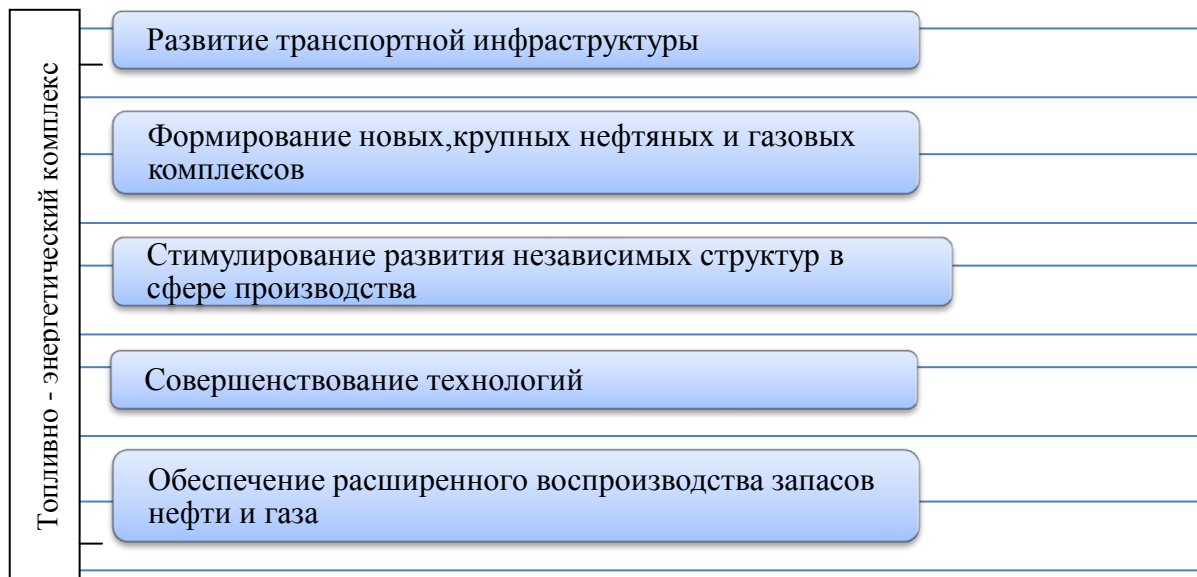 Топливно - энергетический комплекс
Развитие транспортной инфраструктуры
Формирование новых,крупных нефтяных и газовых
комплексов
Стимулирование развития независимых структур в
сфере производства
Совершенствование технологий
Обеспечение расширенного воспроизводства запасов
нефти и газа